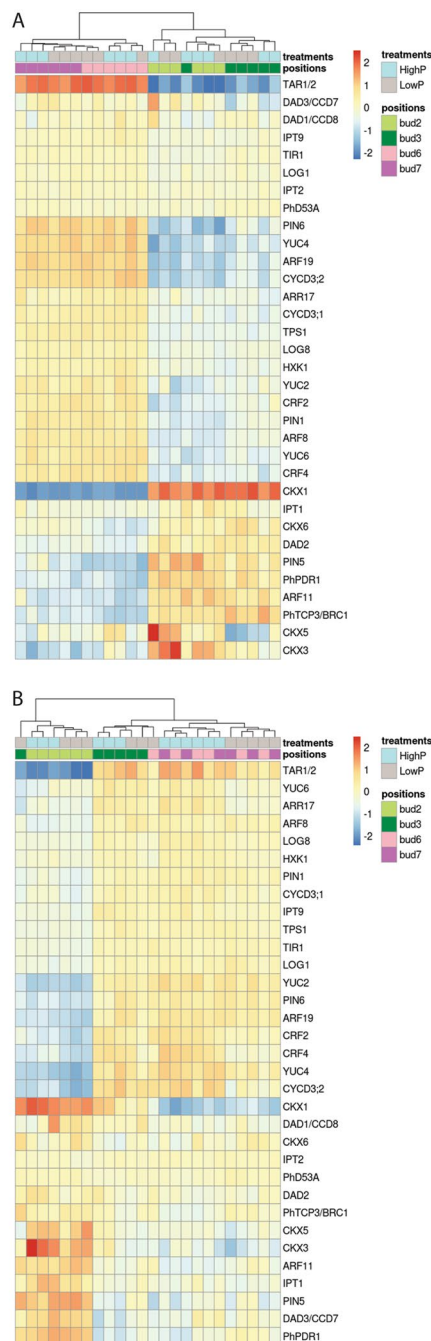 A
treatments
positions
TAR1/2
DAD3/CCD7
DAD1/CCD8
IPT9
TIR1
LOG1
IPT2
PhD53A
PIN6
YUC4
ARF19
CYCD3;2
ARR17
CYCD3;1
TPS1
LOG8
HXK1
YUC2
CRF2
PIN1
ARF8
YUC6
CRF4
CKX1
IPT1
CKX6
DAD2
PIN5
PhPDR1
ARF11
PhTCP3/BRC1
CKX5
CKX3
2
1
0
-1
-2
treatments
HighP
LowP
positions
bud2
bud3
bud6
bud7
B
treatments
positions
TAR1/2
YUC6
ARR17
ARF8
LOG8
HXK1
PIN1
CYCD3;1
IPT9
TPS1
TIR1
LOG1
YUC2
PIN6
ARF19
CRF2
CRF4
YUC4
CYCD3;2
CKX1
DAD1/CCD8
CKX6
IPT2
PhD53A
DAD2
PhTCP3/BRC1
CKX5
CKX3
ARF11
IPT1
PIN5
DAD3/CCD7
PhPDR1
2
1
0
-1
-2
treatments
HighP
LowP
positions
bud2
bud3
bud6
bud7